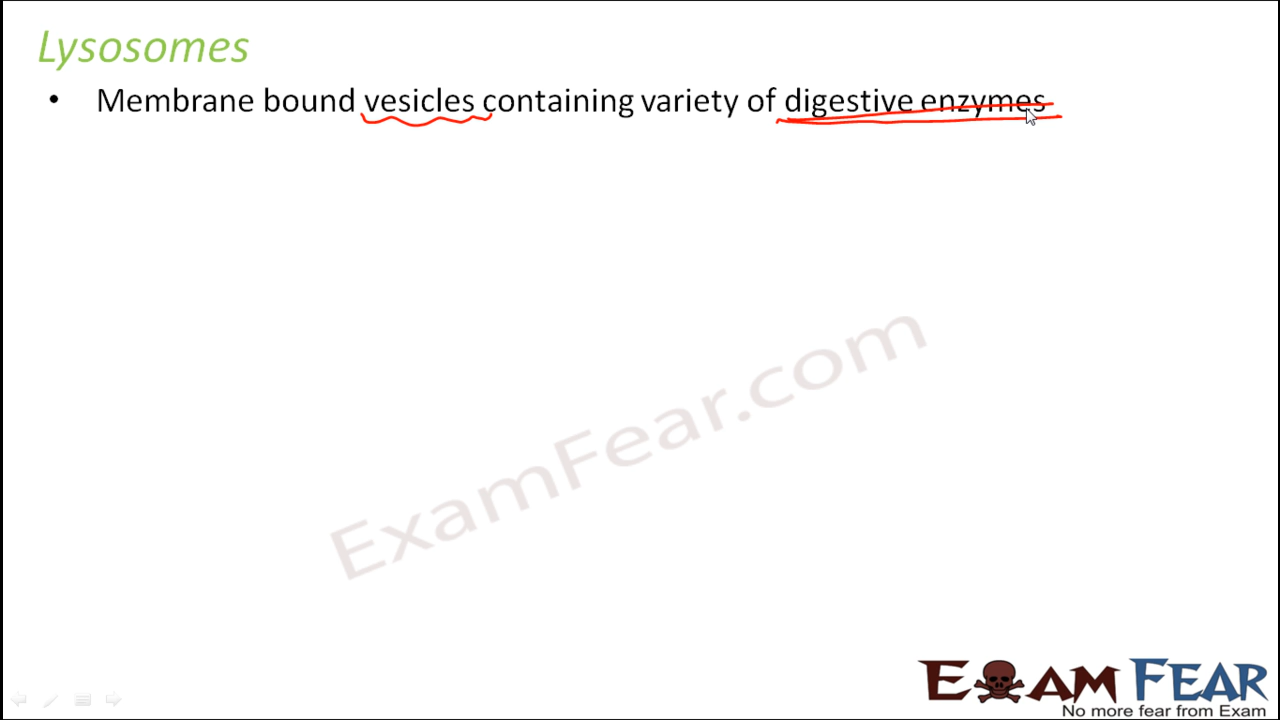 Lysosomes
• Membrane bound vesicles containing variety of digestive enzymes
ExamFear.com
EXAM FEAR
No more fear from Exam